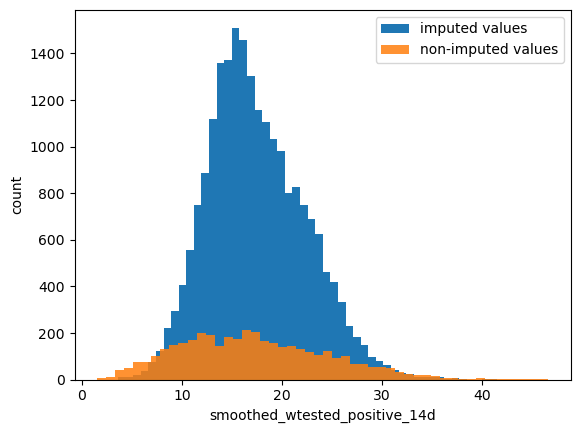 imputed values
non-imputed values
1400
1200
1000
800
600
400
200
0
count
0 10 20 30 40
smoothed_wtested_positive_14d